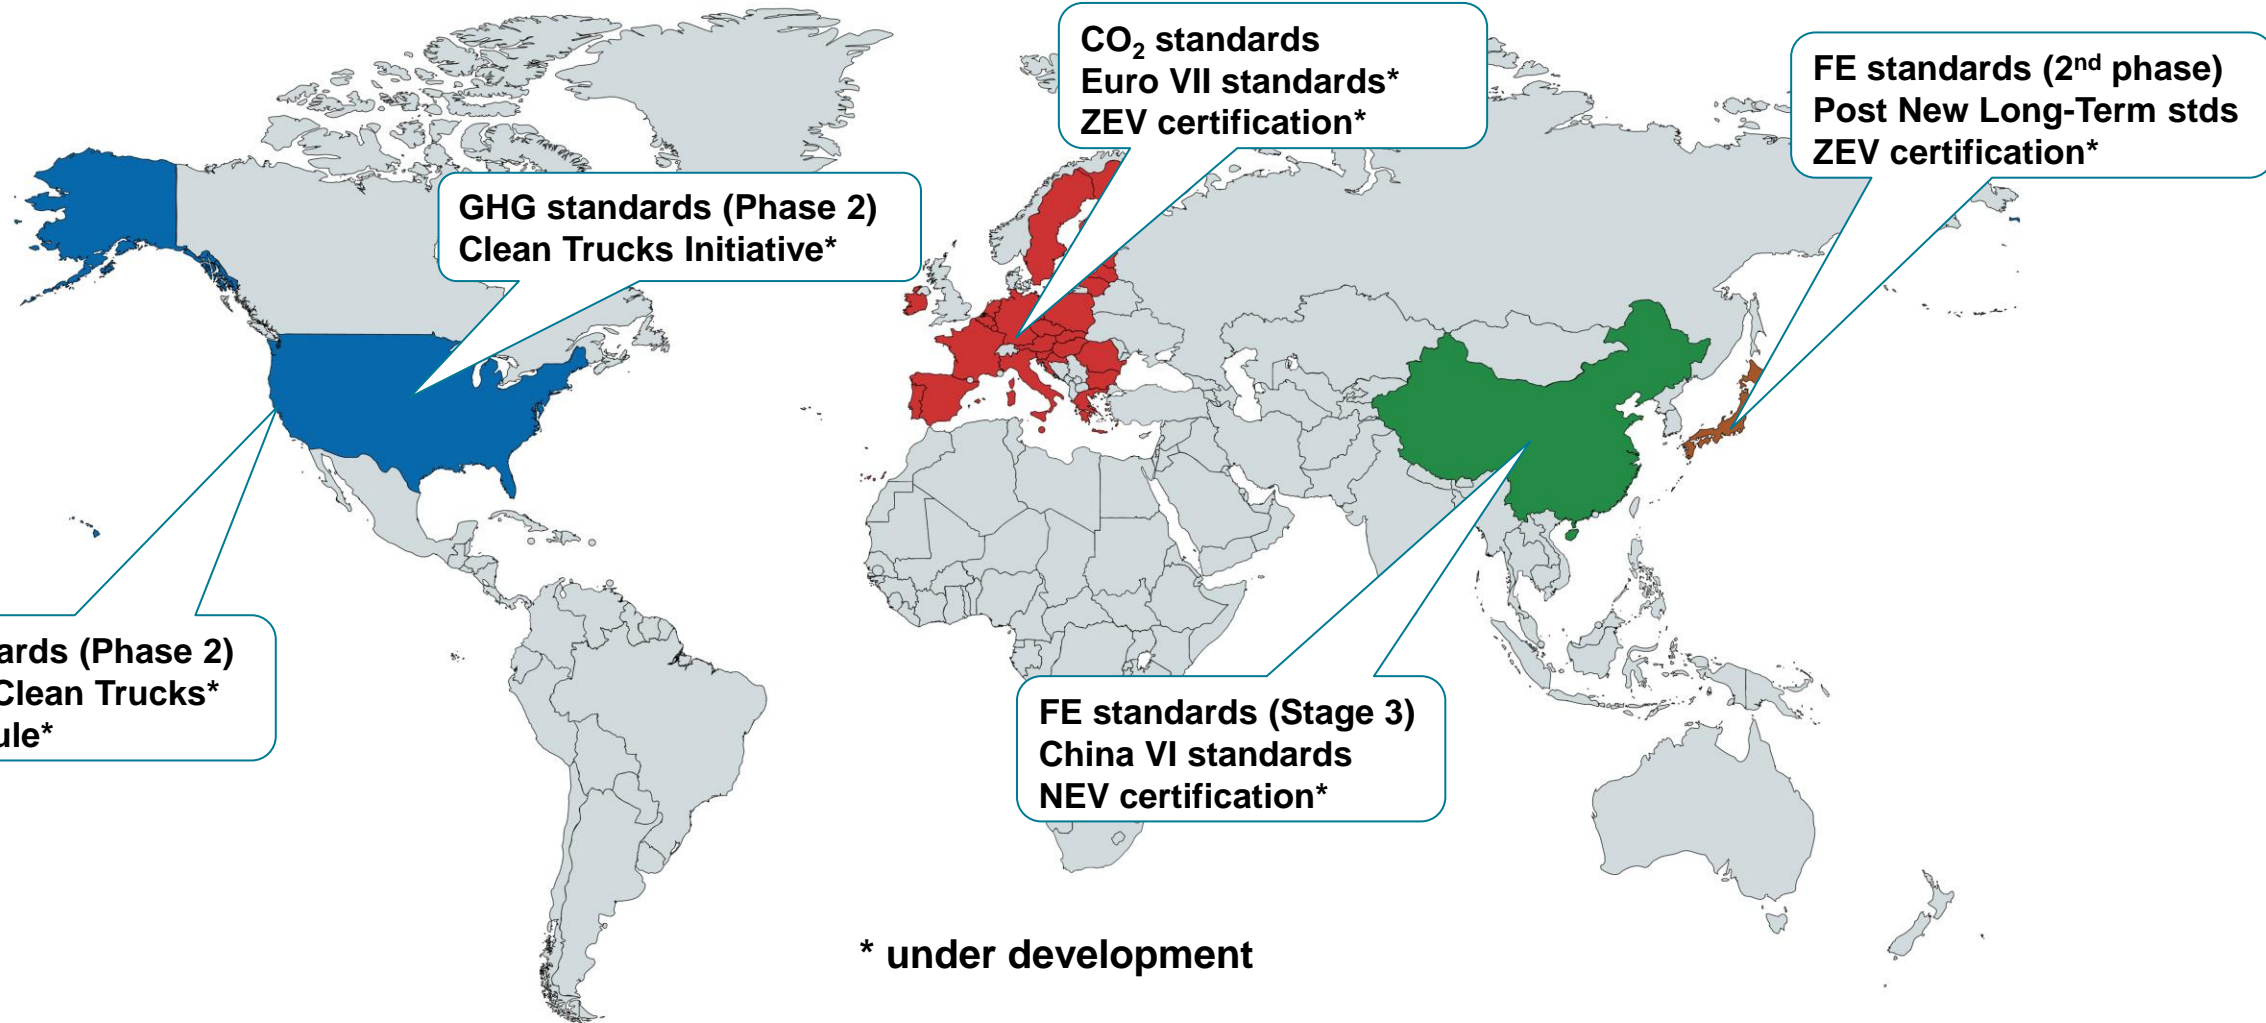 CO₂ standards
Euro VII standards*
ZEV certification*
FE standards (2nd phase)
Post New Long-Term stds
ZEV certification*
GHG standards (Phase 2)
Clean Trucks Initiative*
(Phase 2)
Clean Trucks*
FE standards (Stage 3)
China VI standards
NEV certification*
* under development